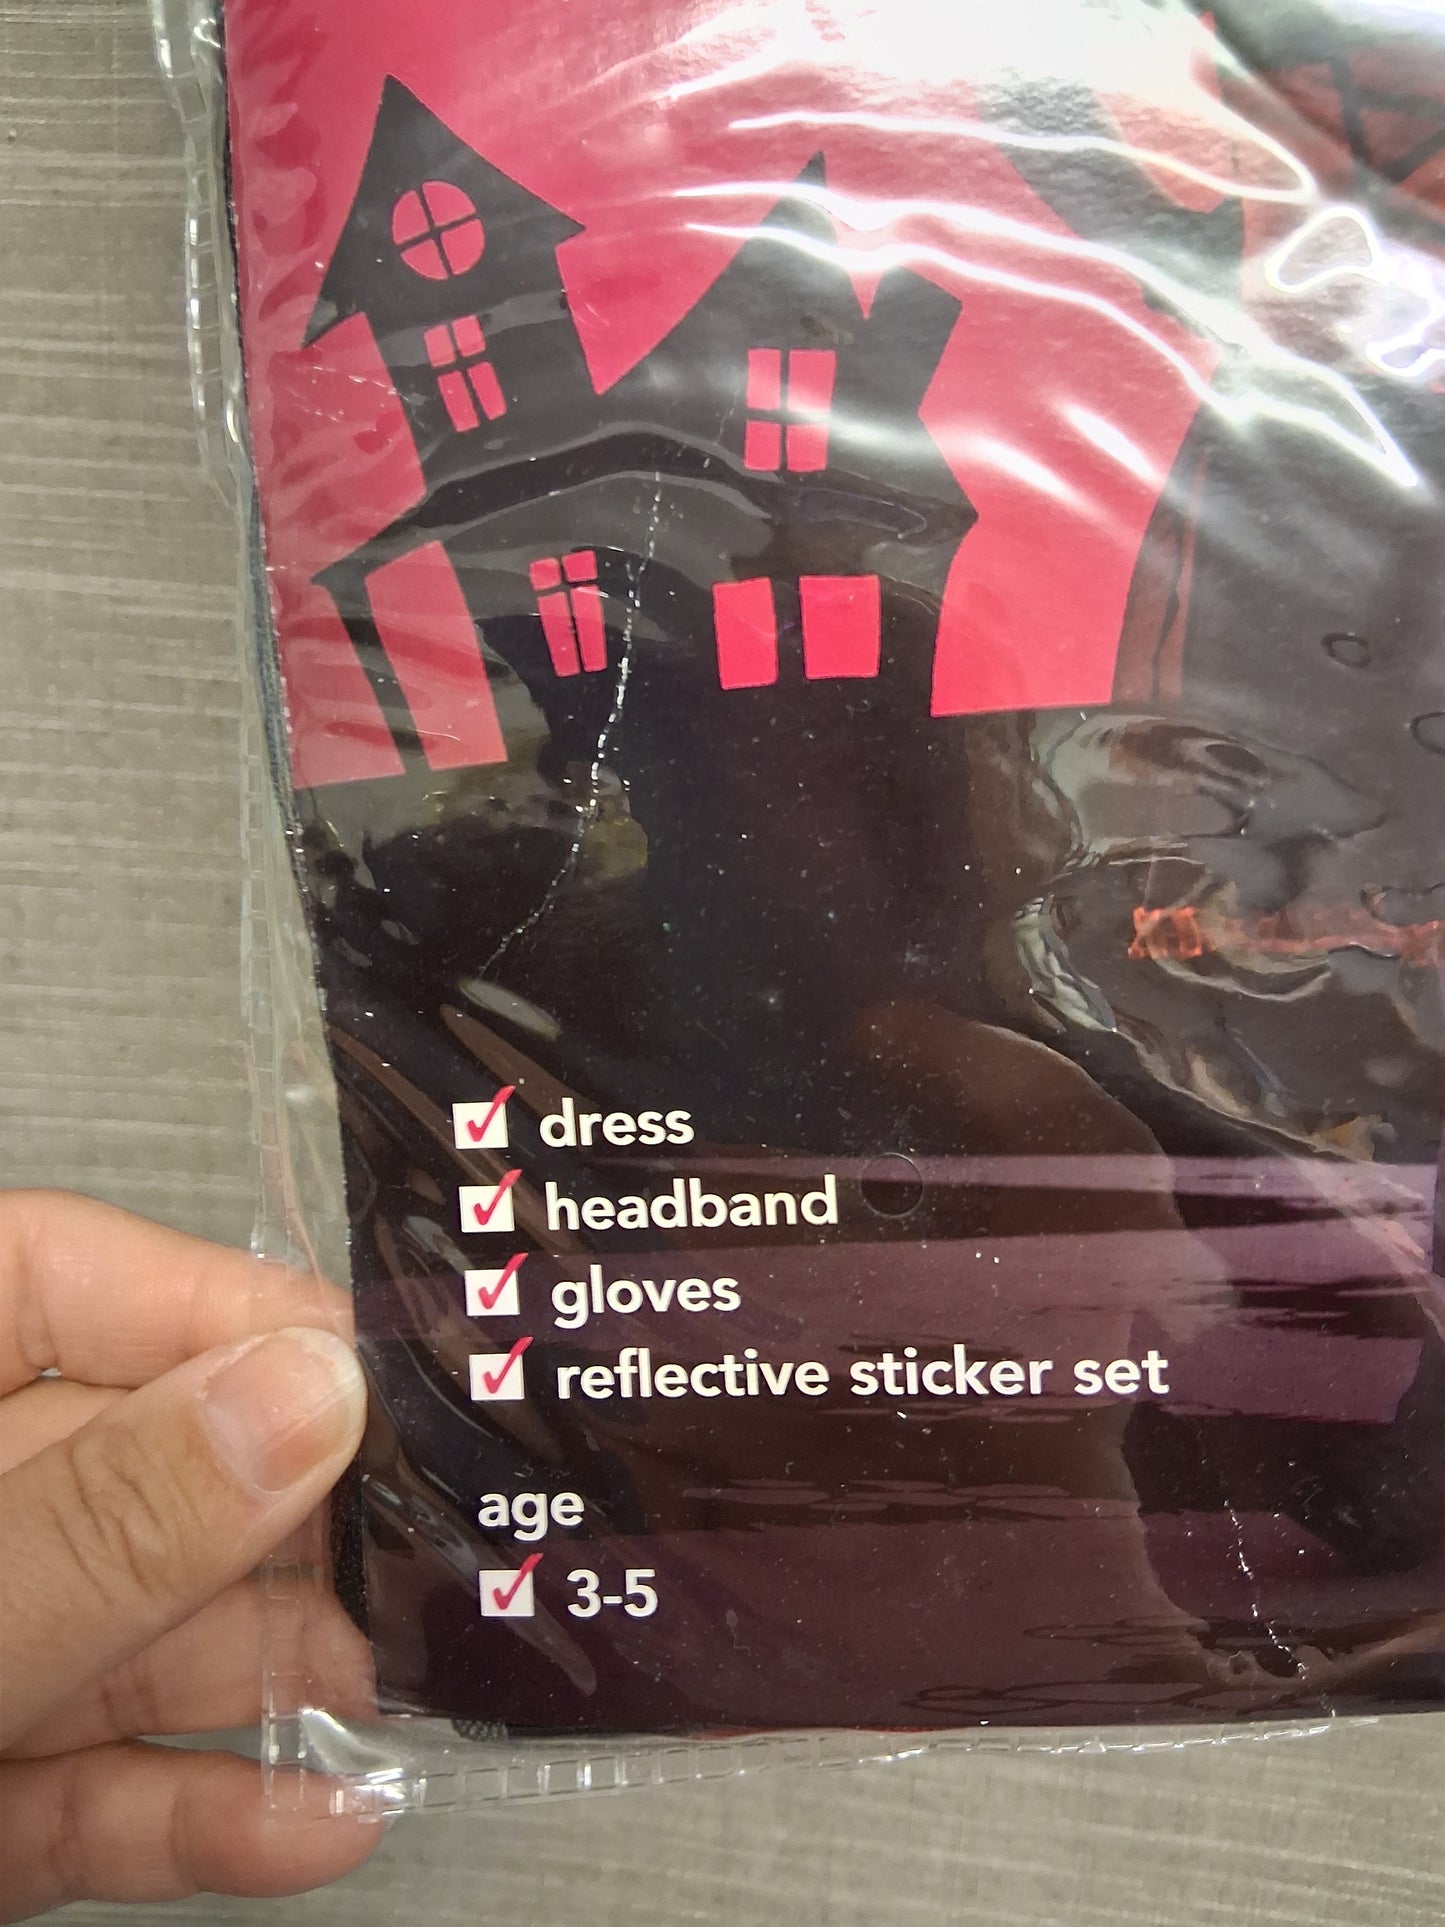 dress
headband
gloves
reflective sticker set
age
3-5